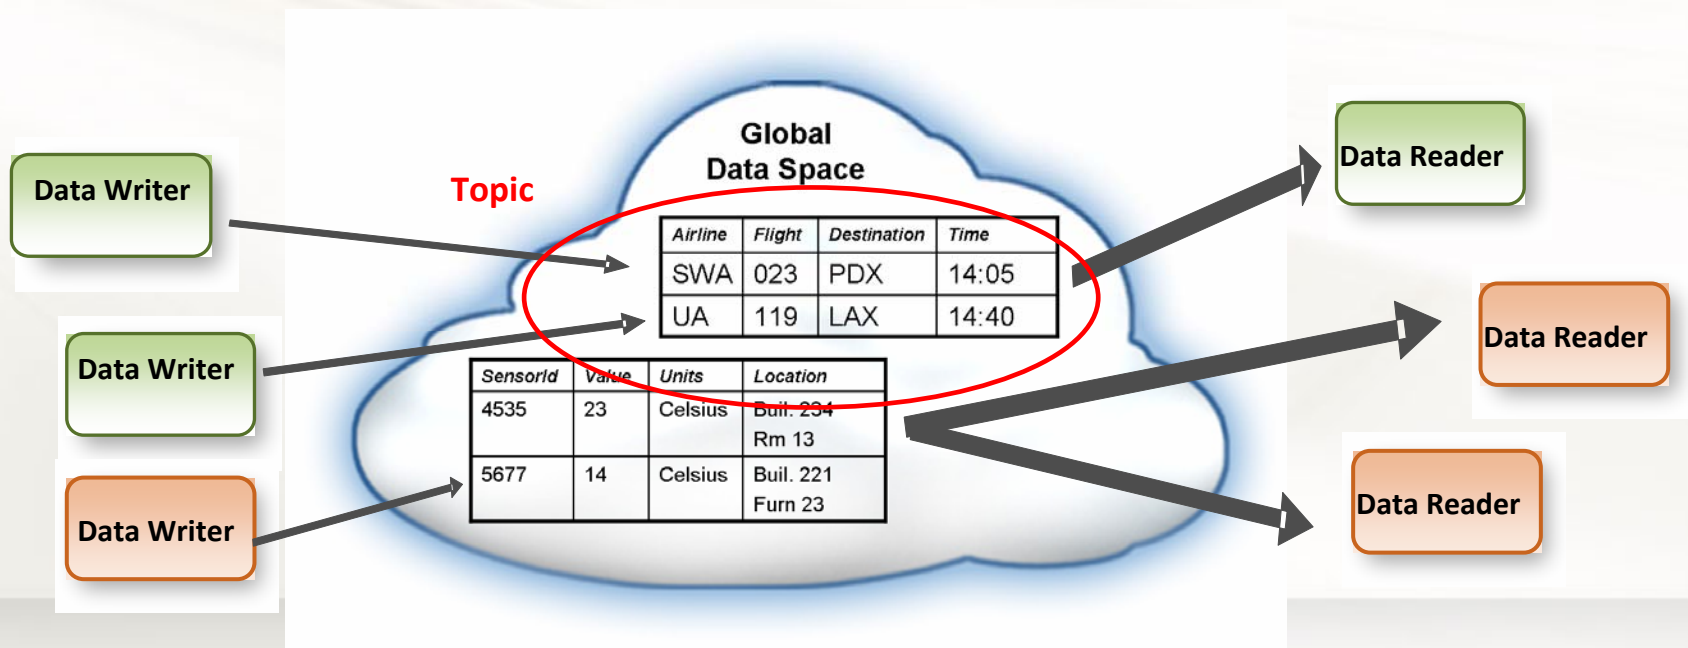 Global
Data Space
Topic
Data Writer
Data Writer
Data Writer
Airline Flight Destination Time
SWA 023 PDX 14:05
UA 119 LAX 14:40
SensorId Value Units Location
4535 23 Celsius Buil. 234
Rm 13
5677 14 Celsius Buil. 221
Furn 23
Data Reader
Data Reader
Data Reader